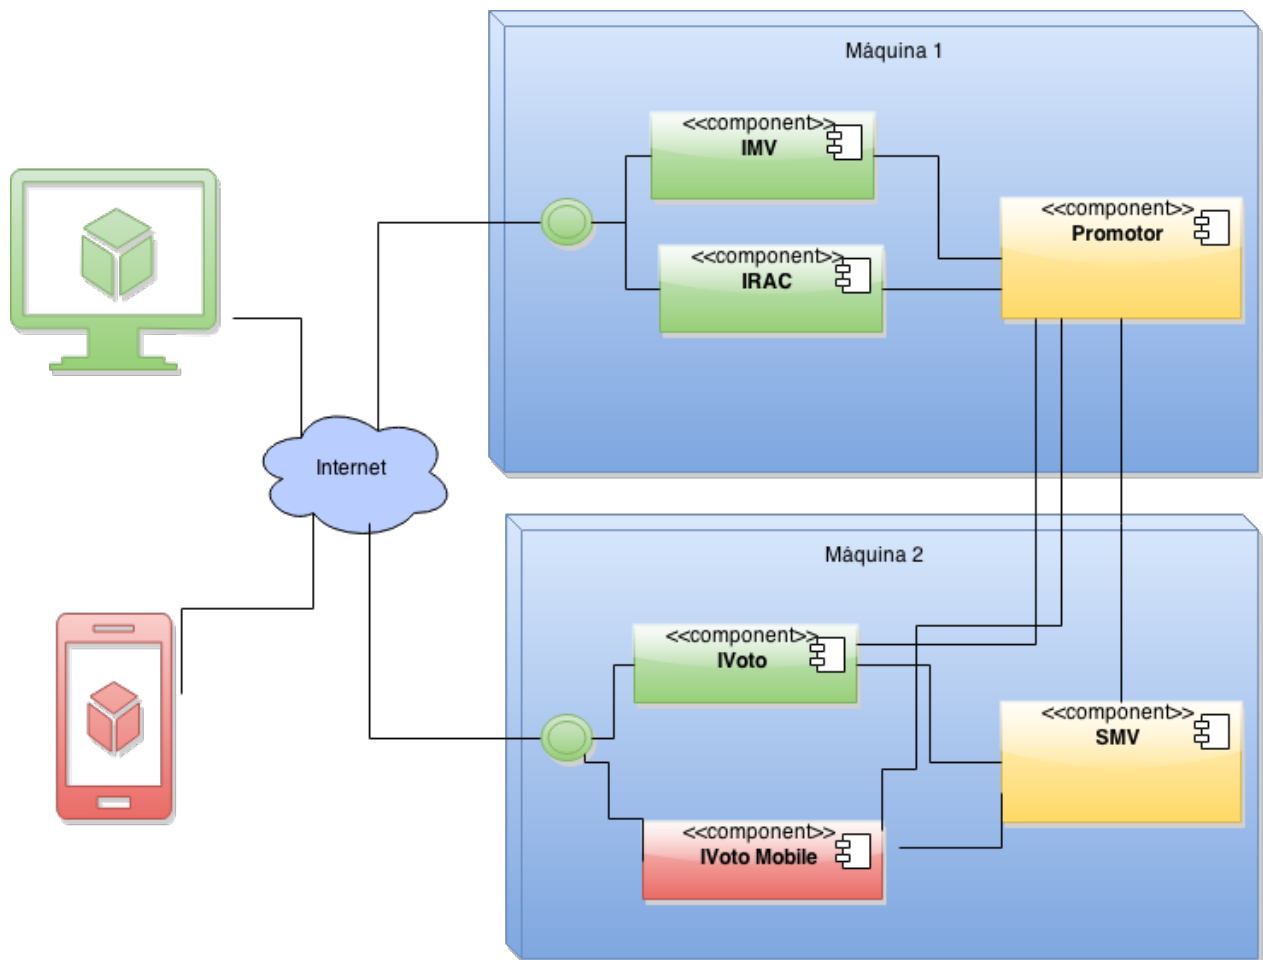 Máquina 1
<<component>>
IMV
<<component>>
Promotor
<<component>>
IRAC
Internet
Máquina 2
<<component>>
IVoto
<<component>>
SMV
<<component>>
IVoto Mobile